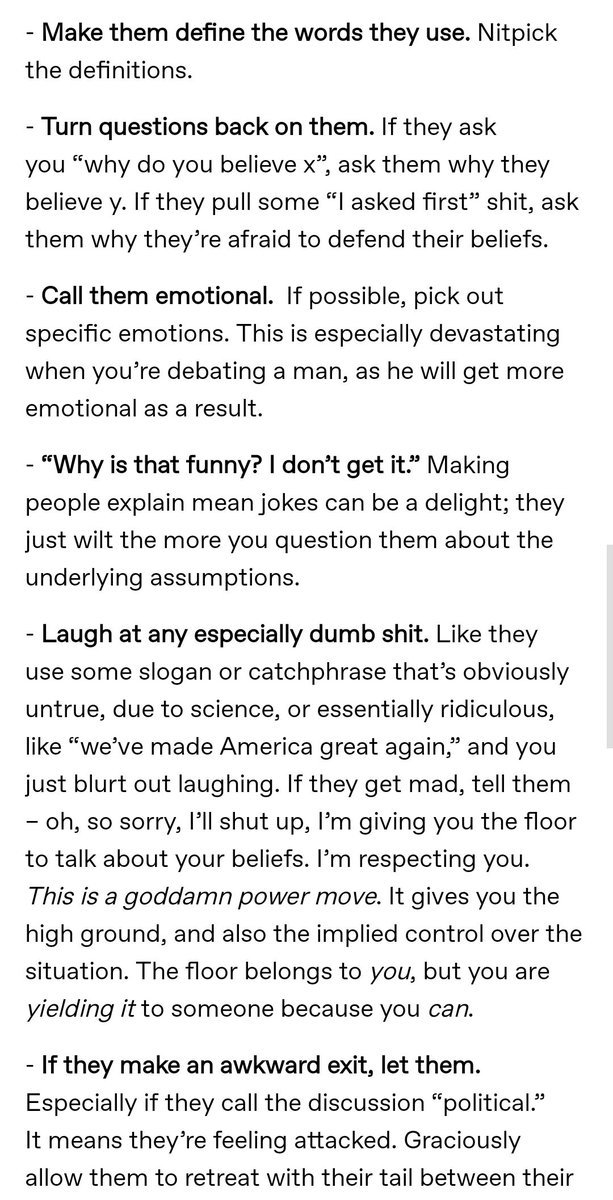 - Make them define the words they use. Nitpick
the definitions.
- Turn questions back on them. If they ask
you “why do you believe x”, ask them why they
believe y. If they pull some “I asked first” shit, ask
them why they’re afraid to defend their beliefs.
- Call them emotional.  If possible, pick out
specific emotions. This is especially devastating
when you’re debating a man, as he will get more
emotional as a result.
- “Why is that funny? I don’t get it.” Making
people explain mean jokes can be a delight; they
just wilt the more you question them about the
underlying assumptions.
- Laugh at any especially dumb shit. Like they
use some slogan or catchphrase that’s obviously
untrue, due to science, or essentially ridiculous,
like “we’ve made America great again,” and you
just blurt out laughing. If they get mad, tell them
– oh, so sorry, I’ll shut up, I’m giving you the floor
to talk about your beliefs. I’m respecting you.
This is a goddamn power move. It gives you the
high ground, and also the implied control over the
situation. The floor belongs to you, but you are
yielding it to someone because you can.
- If they make an awkward exit, let them.
Especially if they call the discussion “political.”
It means they’re feeling attacked. Graciously
allow them to retreat with their tail between their